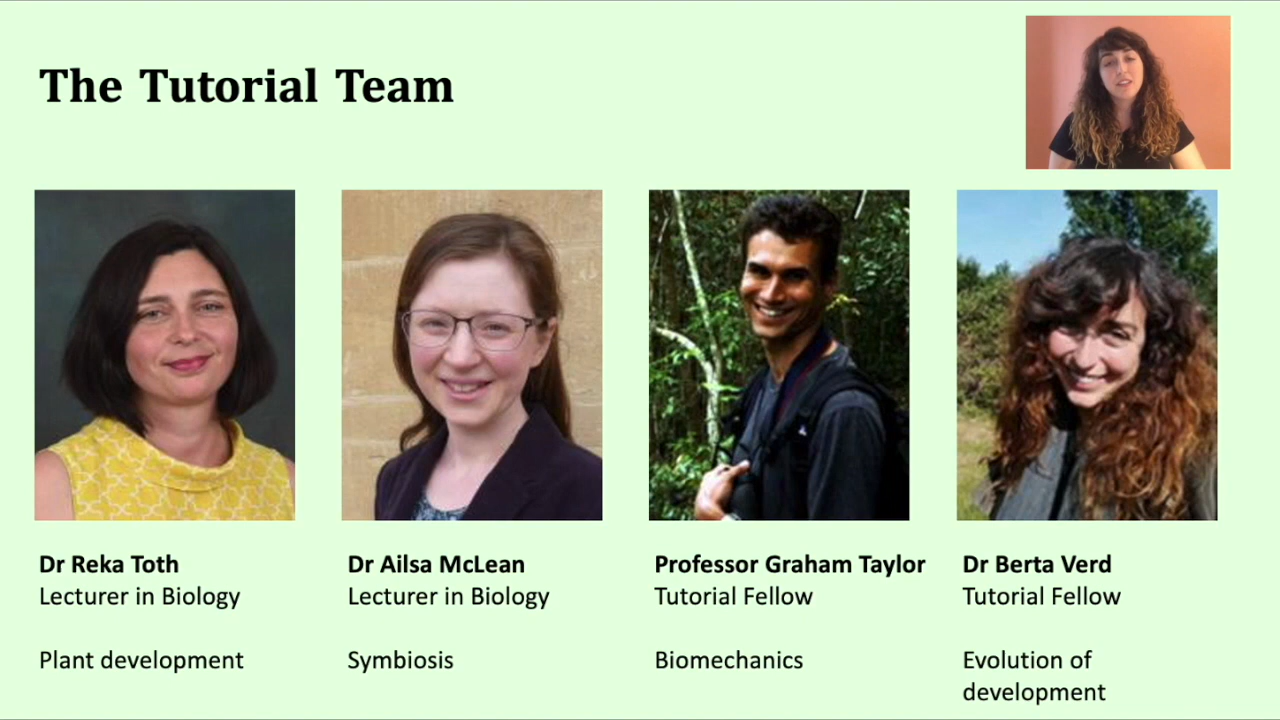 The Tutorial Team
Dr Reka Toth
Lecturer in Biology
Plant development
Dr Ailsa McLean
Lecturer in Biology
Symbiosis
Professor Graham Taylor
Tutorial Fellow
Biomechanics
Dr Berta Verd
Tutorial Fellow
Evolution of
development